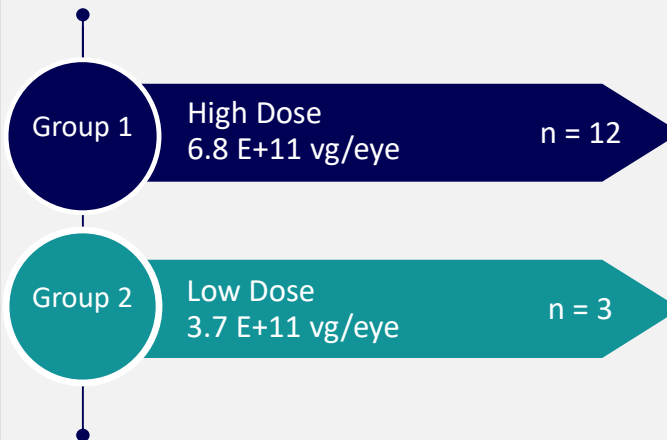 Group 1
High Dose
6.8 E+11 vg/eye
n = 12
Group 2
Low Dose
3.7 E+11 vg/eye
n = 3